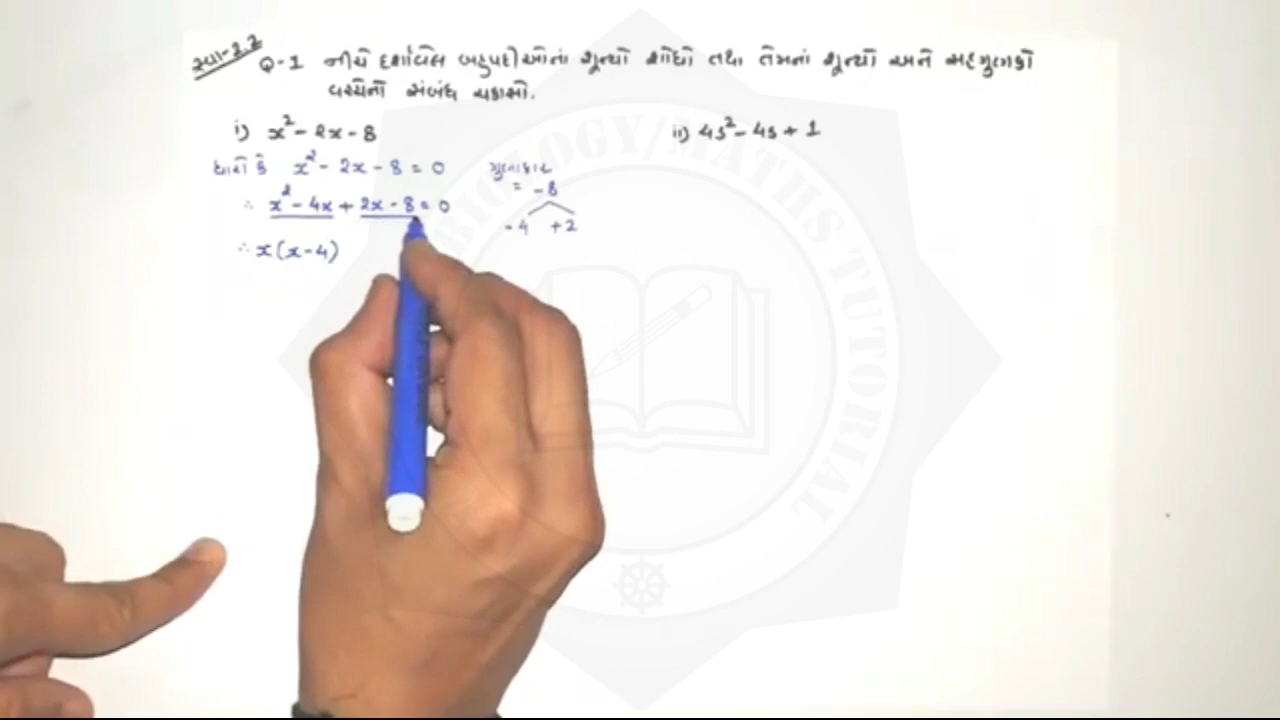 સ્વા-2.2
Q-1 નીચે દર્શાવેલ બહુપદીઓનાં શૂન્યો શોધો તથા તેમનાં શૂન્યો અને સહગુણકો
વચ્ચેનો સંબંધ ચકાસો.
i) x² - 2x - 8
ii) 4s² - 4s + 1
ધારો કે x² - 2x - 8 = 0
ગુણાકાર
= -8
∴ x² - 4x + 2x - 8 = 0
-4 +2
∴ x(x-4)
BIOLOGY/MATHS TUTORIAL